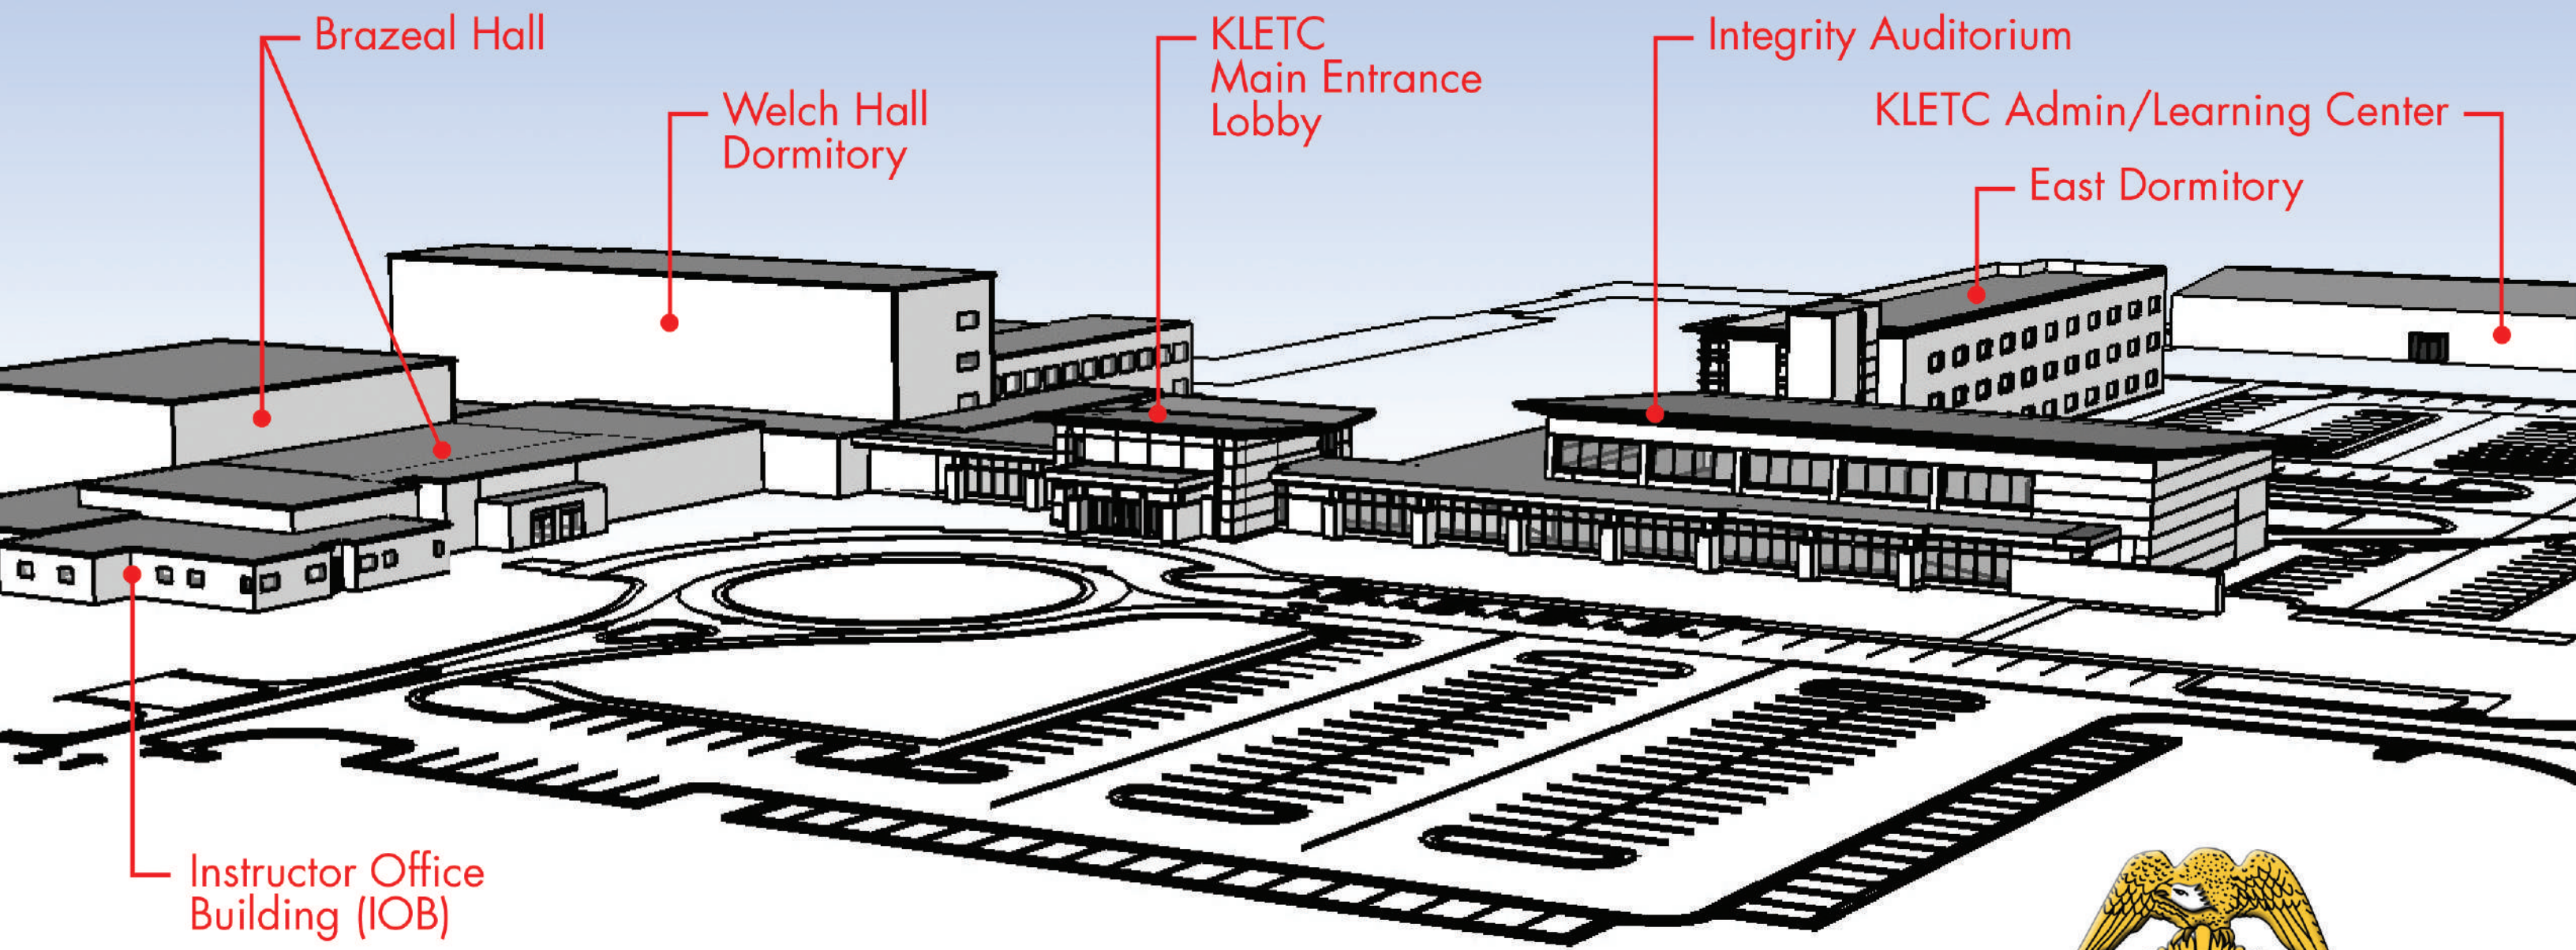 Brazeal Hall
Welch Hall
Dormitory
KLETC
Main Entrance
Lobby
Integrity Auditorium
KLETC Admin/Learning Center
East Dormitory
Instructor Office
Building (IOB)